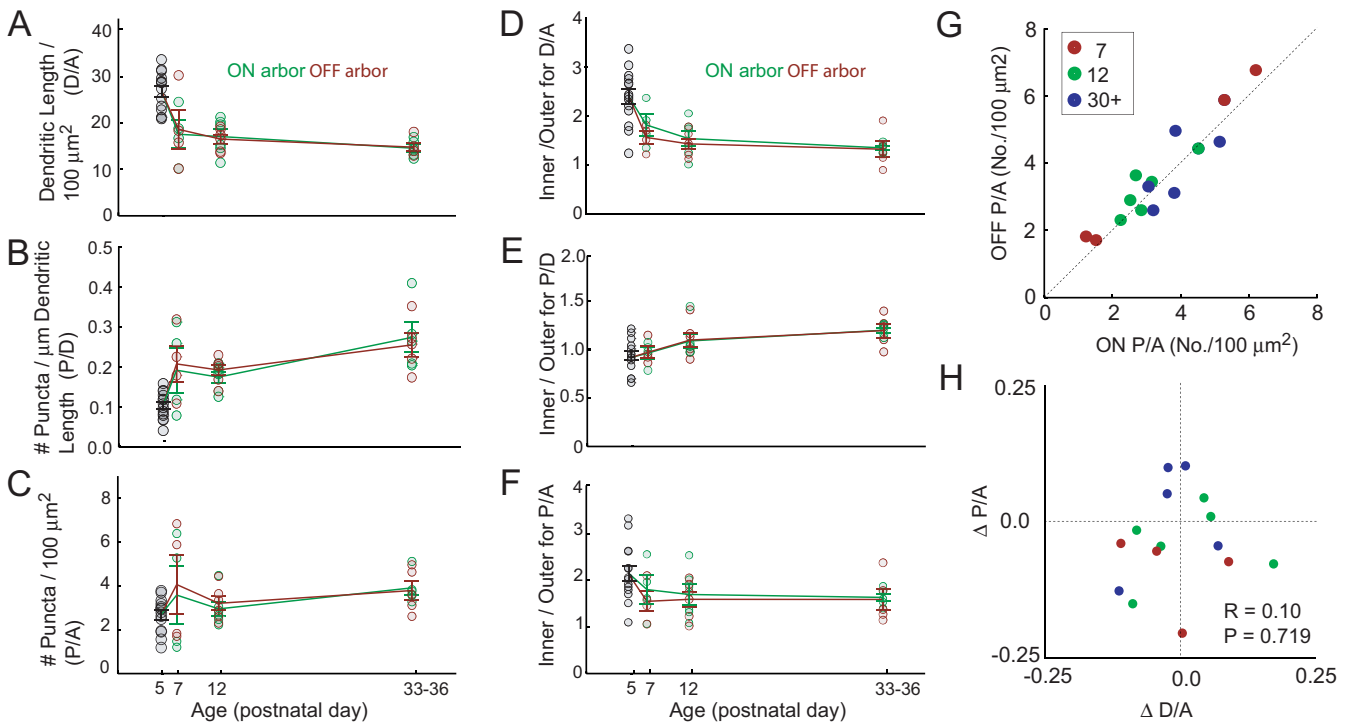 A
Dendritic Length /
100 μm²
(D/A)
40
30
20
10
0
ON arbor OFF arbor
B
# Puncta / μm Dendritic
Length (P/D)
0.5
0.4
0.3
0.2
0.1
0.0
C
# Puncta / 100 μm²
(P/A)
8
6
4
2
0
5
7
12
33-36
Age (postnatal day)
D
Inner /Outer for D/A
4
3
2
1
0
ON arbor OFF arbor
E
Inner / Outer for P/D
2.0
1.5
1.0
0.5
0
F
Inner / Outer for P/A
4
3
2
1
0
5
7
12
33-36
Age (postnatal day)
G
OFF P/A (No./100 μm2)
8
6
4
2
0
7
12
30+
0
2
4
6
8
ON P/A (No./100 μm²)
H
Δ P/A
0.25
0.0
-0.25
R = 0.10
P = 0.719
-0.25
0.0
0.25
Δ D/A